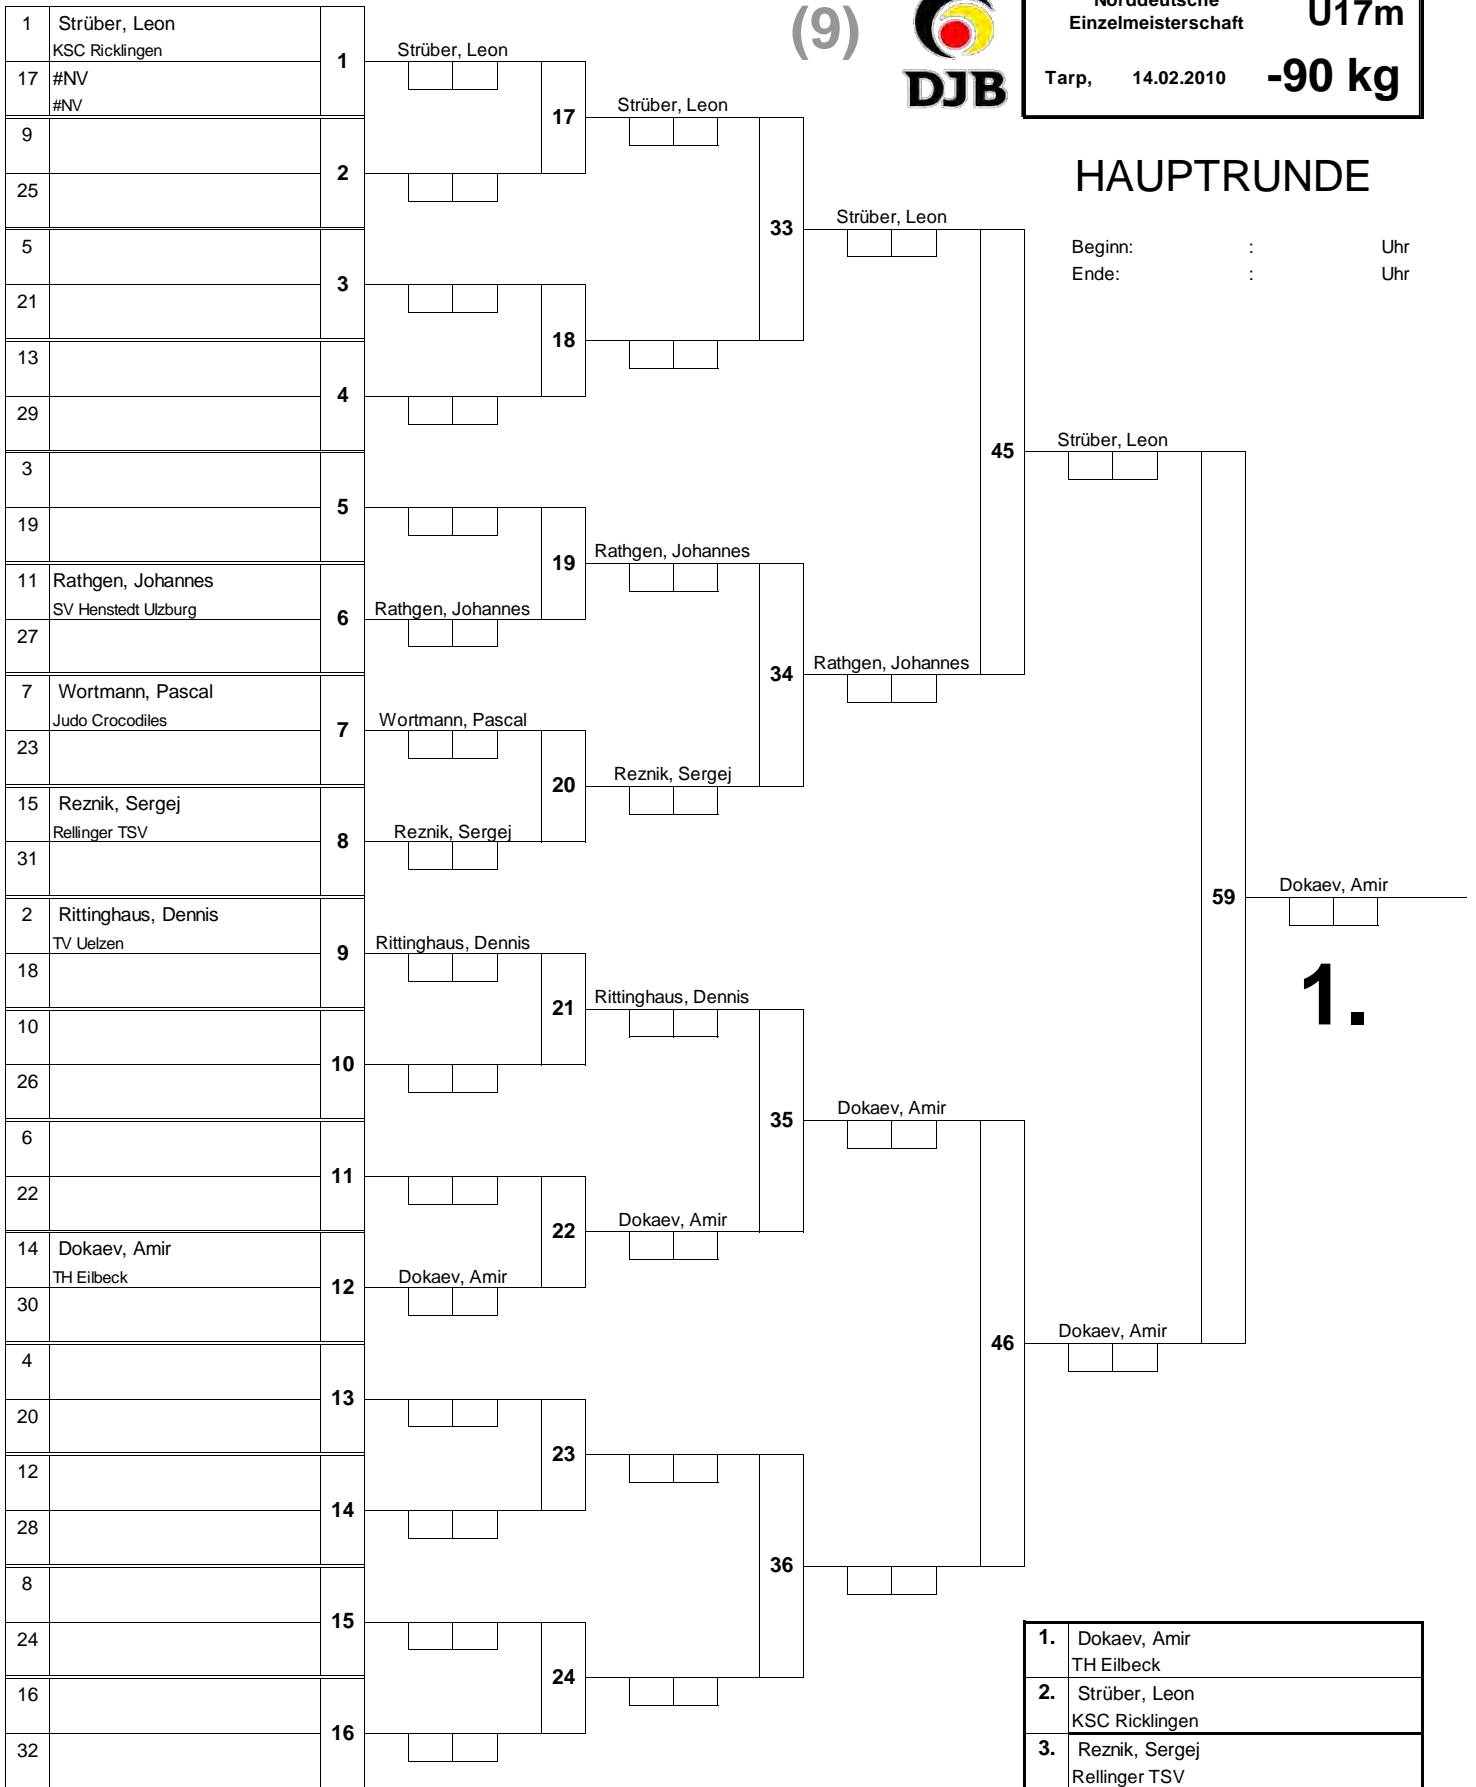 (9)
DJB
Norddeutsche
Einzelmeisterschaft
U17m
Tarp, 14.02.2010 -90 kg
HAUPTRUNDE
Beginn: : Uhr
Ende: : Uhr
1 Strüber, Leon
KSC Ricklingen
1
17 #NV
#NV
9
2
25
5
3
21
13
4
29
3
5
19
11 Rathgen, Johannes
SV Henstedt Ulzburg
6
27
7 Wortmann, Pascal
Judo Crocodiles
7
23
15 Reznik, Sergej
Rellinger TSV
8
31
2 Rittinghaus, Dennis
TV Uelzen
9
18
10
10
26
6
11
22
14 Dokaev, Amir
TH Eilbeck
12
30
4
13
20
12
14
28
8
15
24
16
16
32
Strüber, Leon
17
18
19
Rathgen, Johannes
Wortmann, Pascal
20
Reznik, Sergej
Rittinghaus, Dennis
21
22
Dokaev, Amir
23
24
Strüber, Leon
33
Rathgen, Johannes
34
Reznik, Sergej
Rittinghaus, Dennis
35
Dokaev, Amir
36
Strüber, Leon
45
Rathgen, Johannes
Dokaev, Amir
46
Strüber, Leon
59
Dokaev, Amir
Dokaev, Amir
1.
1. Dokaev, Amir
TH Eilbeck
2. Strüber, Leon
KSC Ricklingen
3. Reznik, Sergej
Rellinger TSV